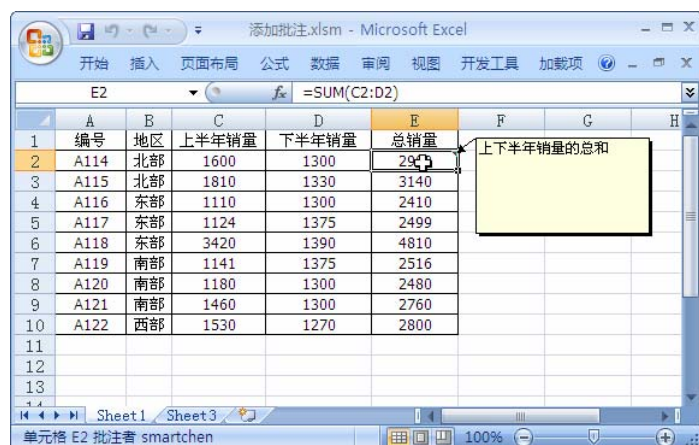 添加批注.xlsm - Microsoft Excel
开始 插入 页面布局 公式 数据 审阅 视图 开发工具 加载项
E2 fx =SUM(C2:D2)
A B C D E F G H
1 编号 地区 上半年销量 下半年销量 总销量
2 A114 北部 1600 1300 上下半年销量的总和
3 A115 北部 1810 1330 3140
4 A116 东部 1110 1300 2410
5 A117 东部 1124 1375 2499
6 A118 东部 3420 1390 4810
7 A119 南部 1141 1375 2516
8 A120 南部 1180 1300 2480
9 A121 南部 1460 1300 2760
10 A122 西部 1530 1270 2800
11
12
13
Sheet1 Sheet3
单元格 E2 批注者 smartchen 100%